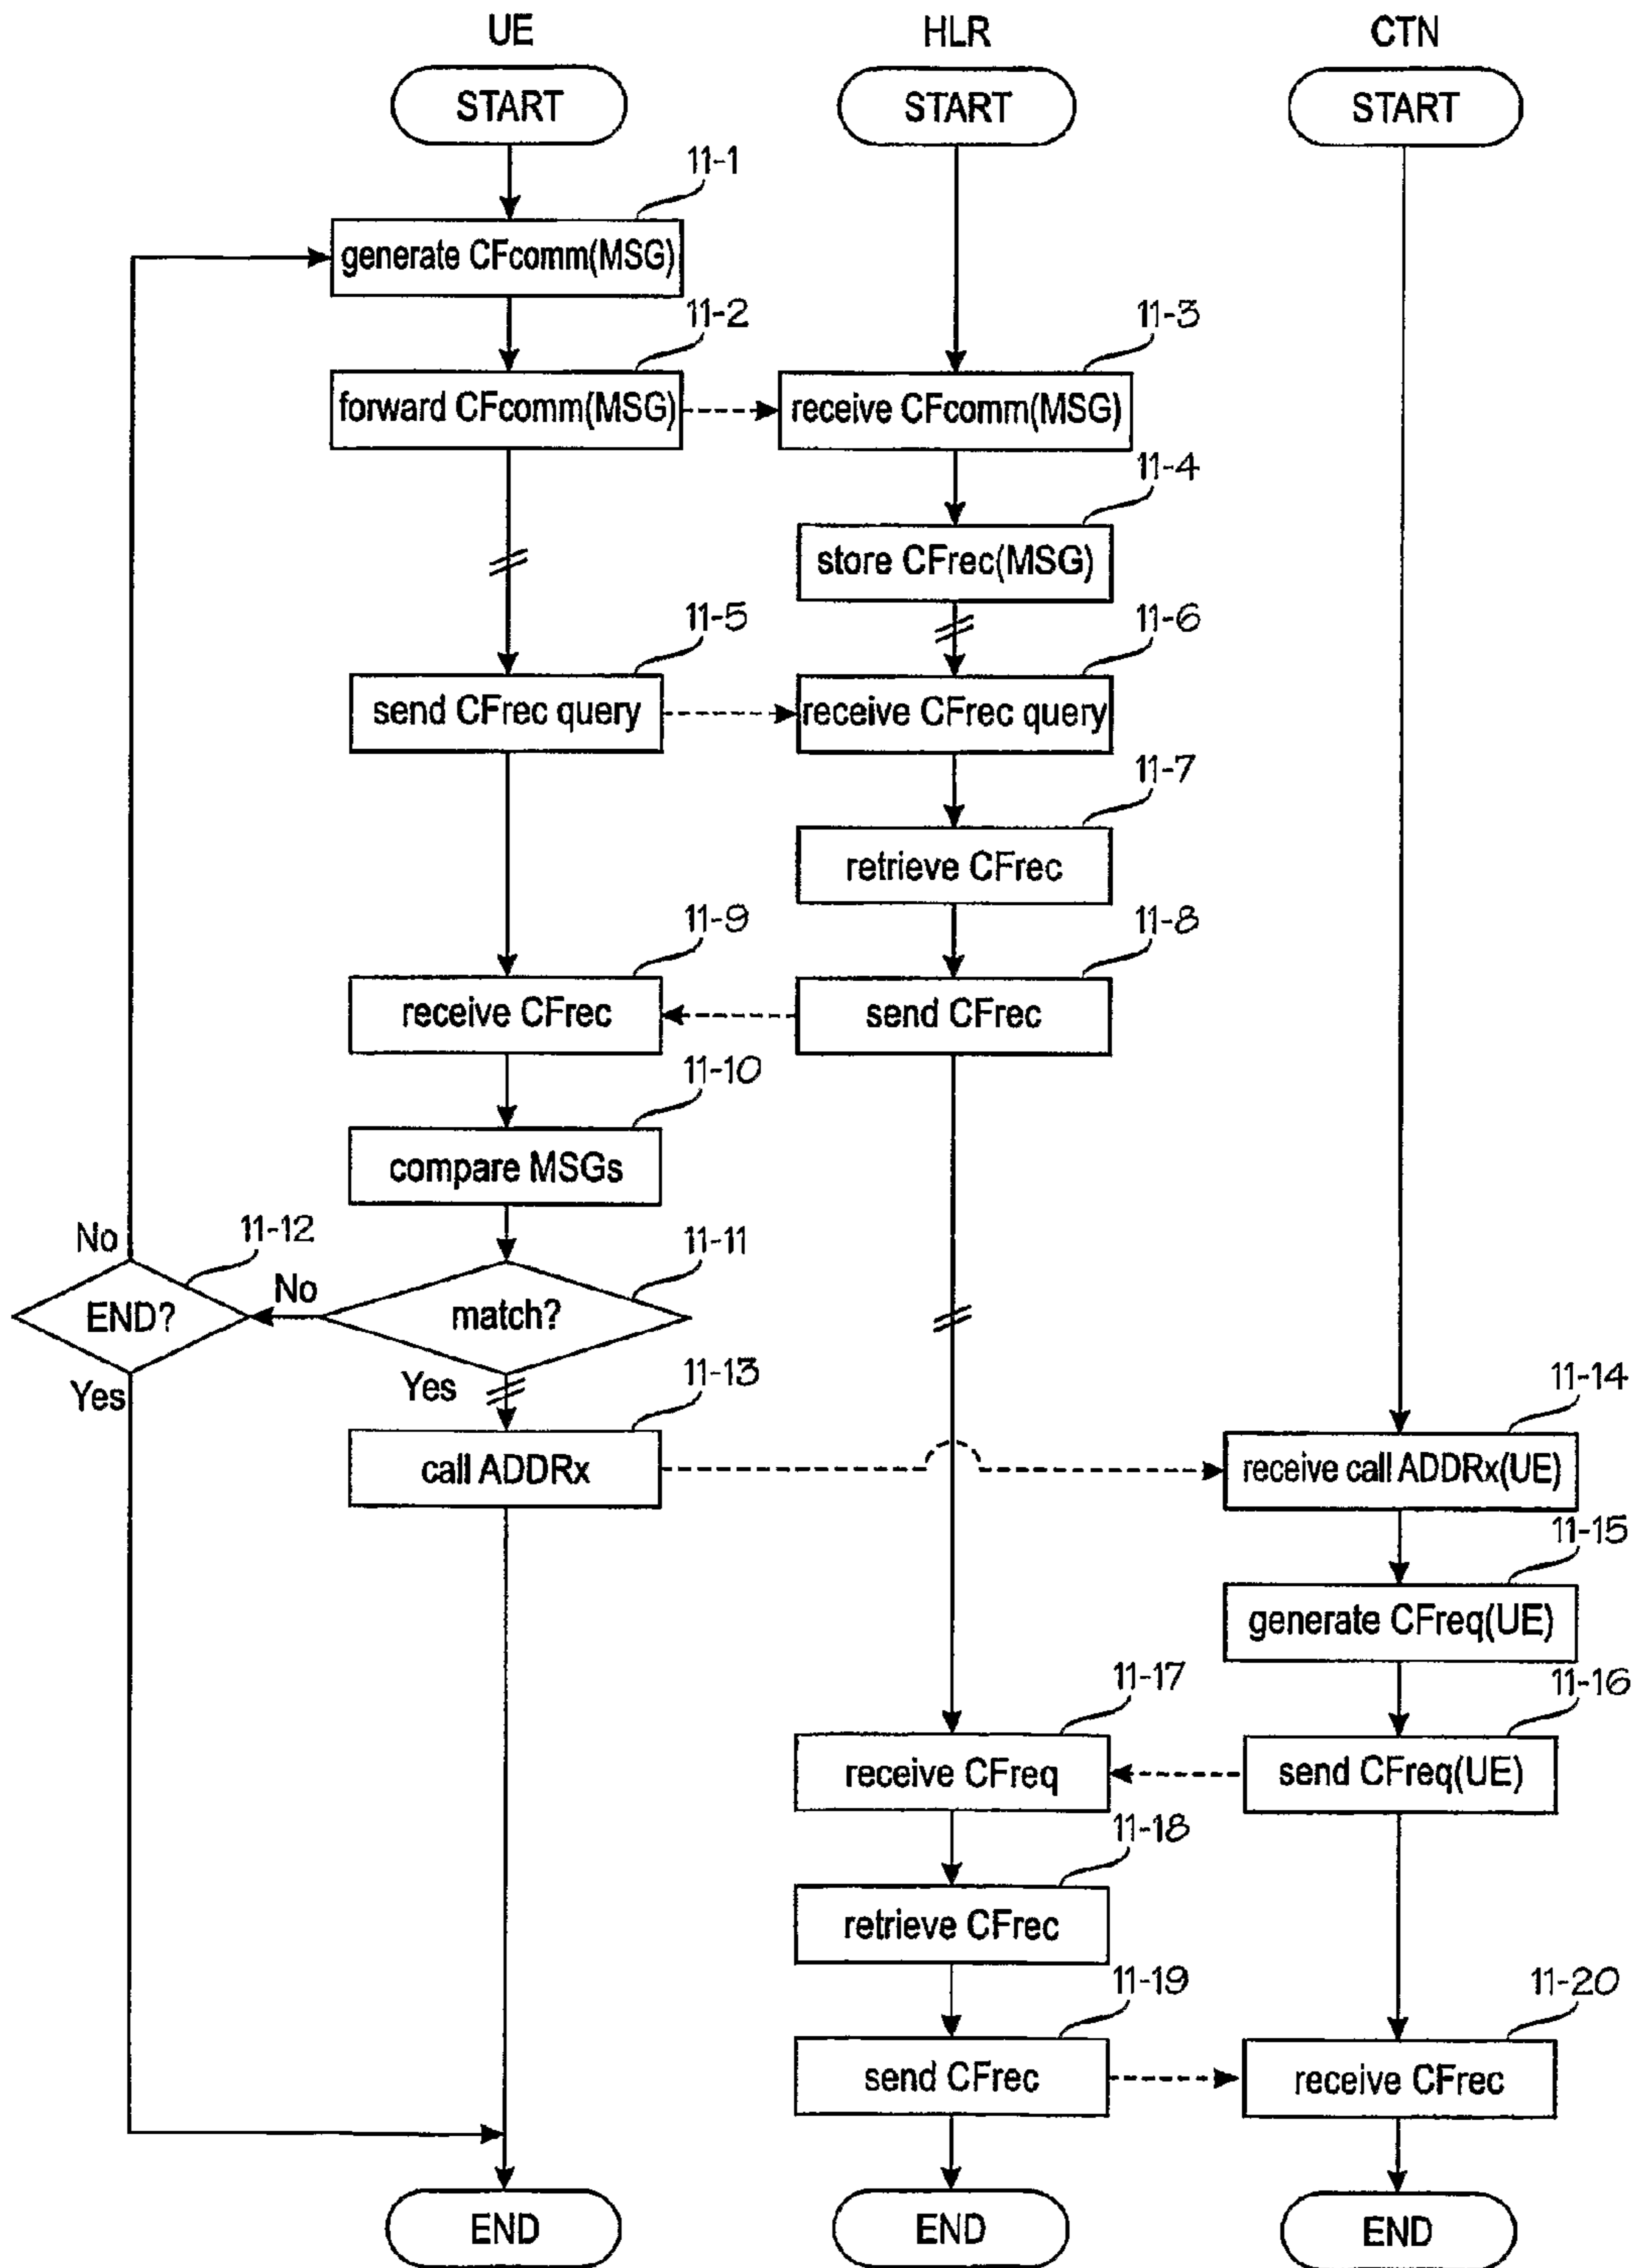 UE HLR CTN
START START START
11-1
generate CFcomm(MSG)
11-2 11-3
forward CFcomm(MSG) receive CFcomm(MSG)
11-4
store CFrec(MSG)
11-5 11-6
send CFrec query receive CFrec query
11-7
retrieve CFrec
11-9 11-8
receive CFrec send CFrec
11-10
compare MSGs
No 11-12 11-11
END? No match?
Yes Yes 11-13 11-14
call ADDRx receive call ADDRx(UE)
11-15
generate CFreq(UE)
11-17 11-16
receive CFreq send CFreq(UE)
11-18
retrieve CFrec
11-19 11-20
send CFrec receive CFrec
END END END